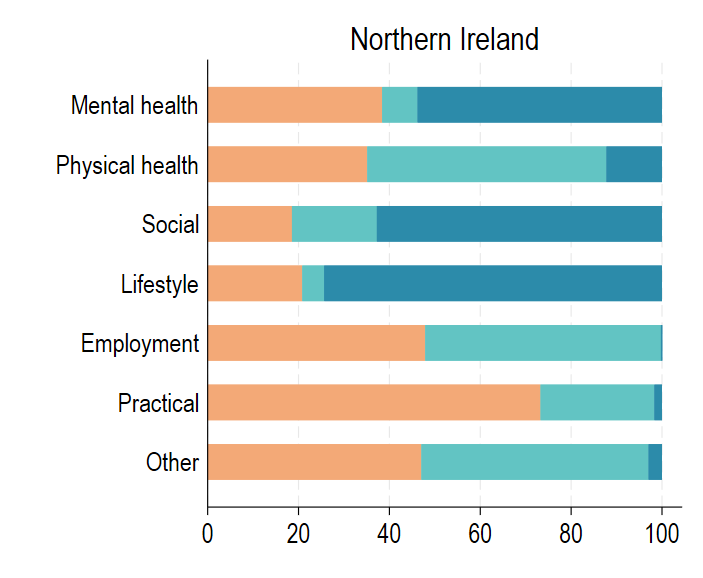 Northern Ireland
Mental health
Physical health
Social
Lifestyle
Employment
Practical
Other
0 20 40 60 80 100